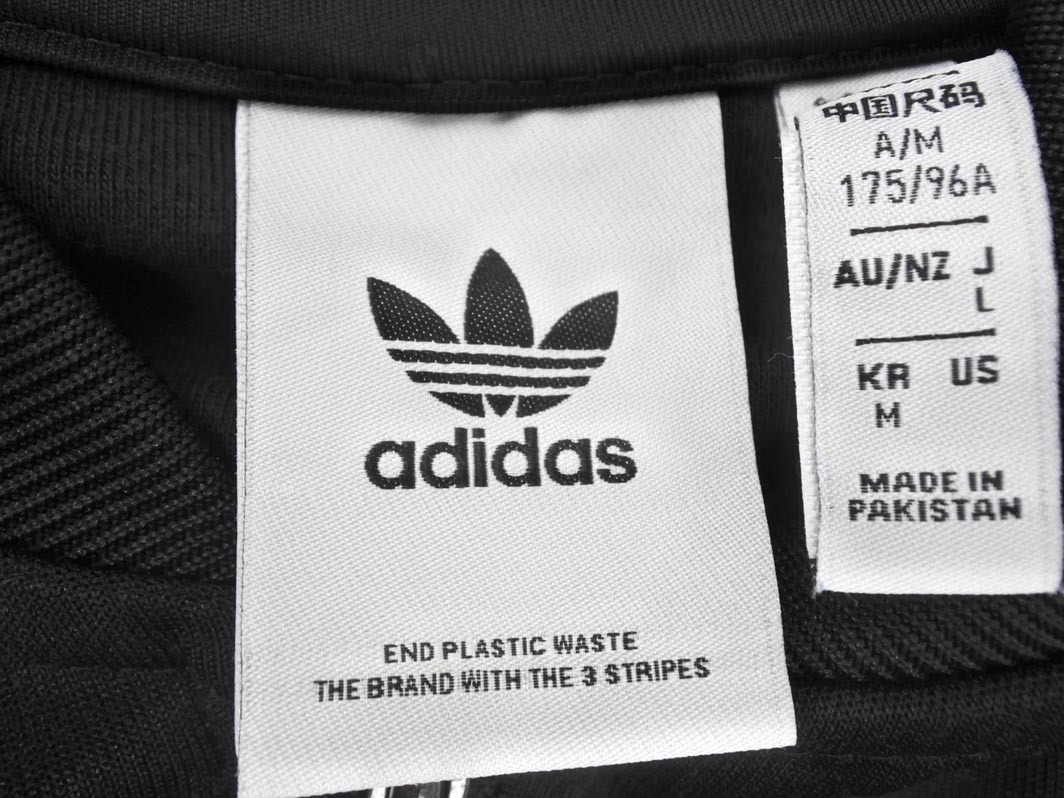 adidas
END PLASTIC WASTE
THE BRAND WITH THE 3 STRIPES
中国尺码
A/M
175/96A
AU/NZ J
L
KR US
M
MADE IN
PAKISTAN